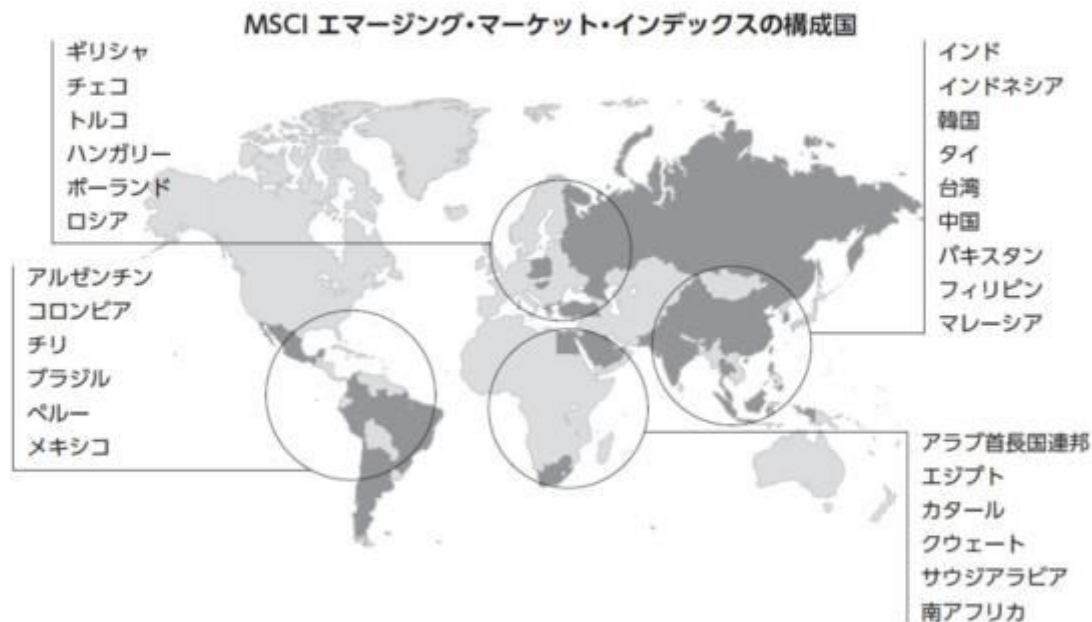 MSCI エマージング・マーケット・インデックスの構成国
ギリシャ
チェコ
トルコ
ハンガリー
ポーランド
ロシア
アルゼンチン
コロンビア
チリ
ブラジル
ペルー
メキシコ
インド
インドネシア
韓国
タイ
台湾
中国
パキスタン
フィリピン
マレーシア
アラブ首長国連邦
エジプト
カタール
クウェート
サウジアラビア
南アフリカ